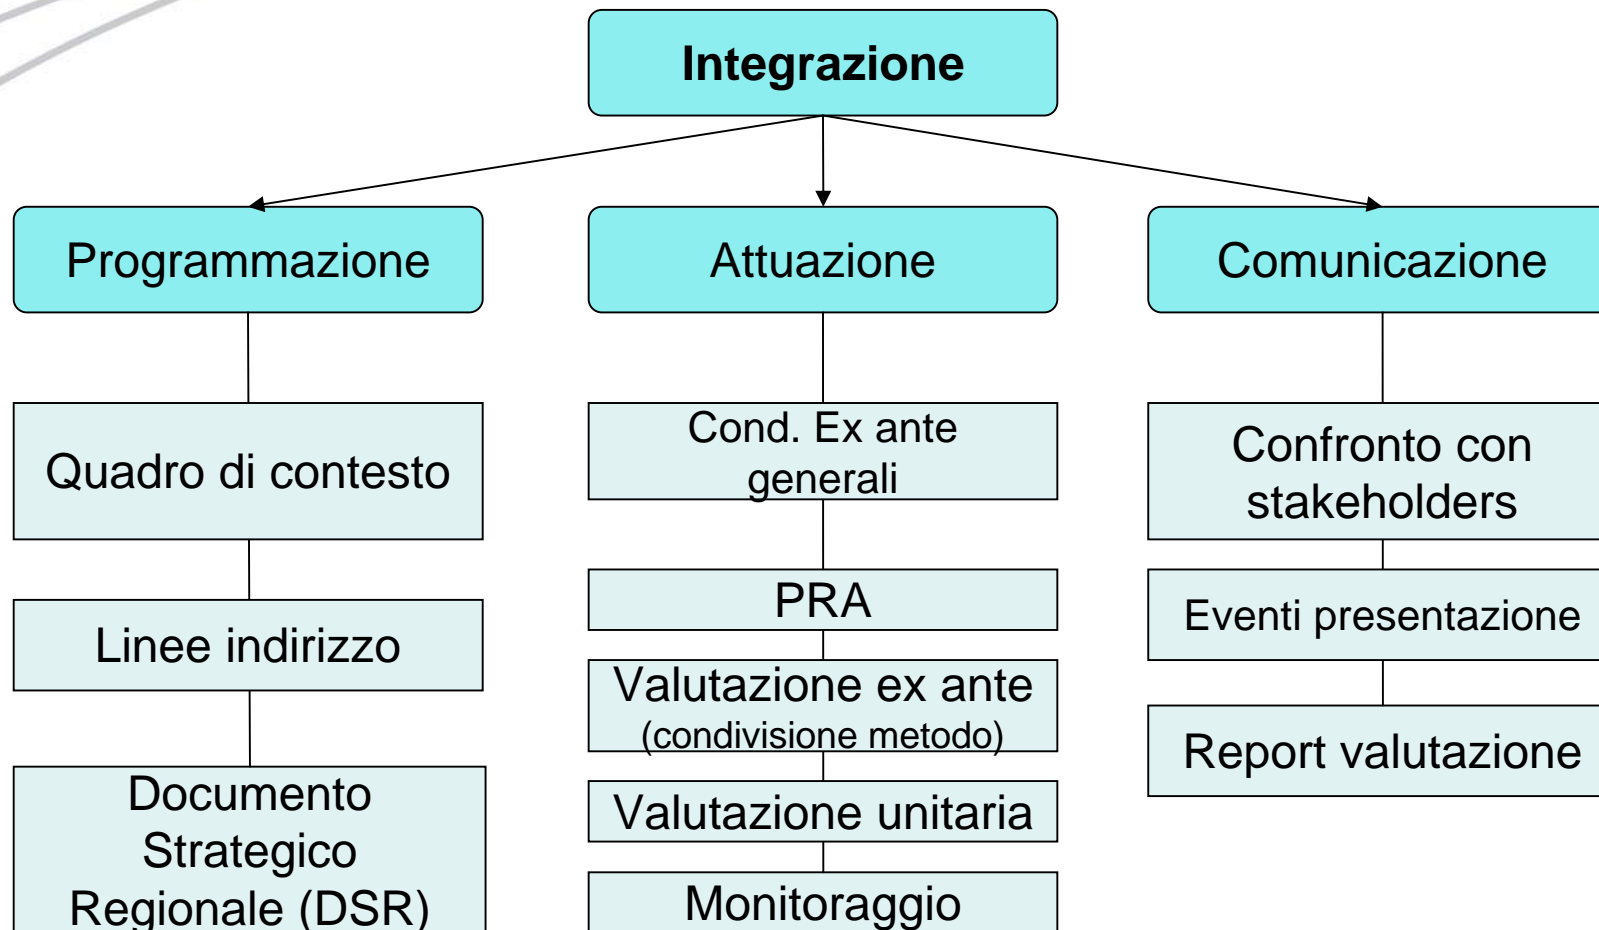 Integrazione
Programmazione
Attuazione
Comunicazione
Quadro di contesto
Linee indirizzo
Documento
Strategico
Regionale (DSR)
Cond. Ex ante
generali
PRA
Valutazione ex ante
(condivisione metodo)
Valutazione unitaria
Monitoraggio
Confronto con
stakeholders
Eventi presentazione
Report valutazione